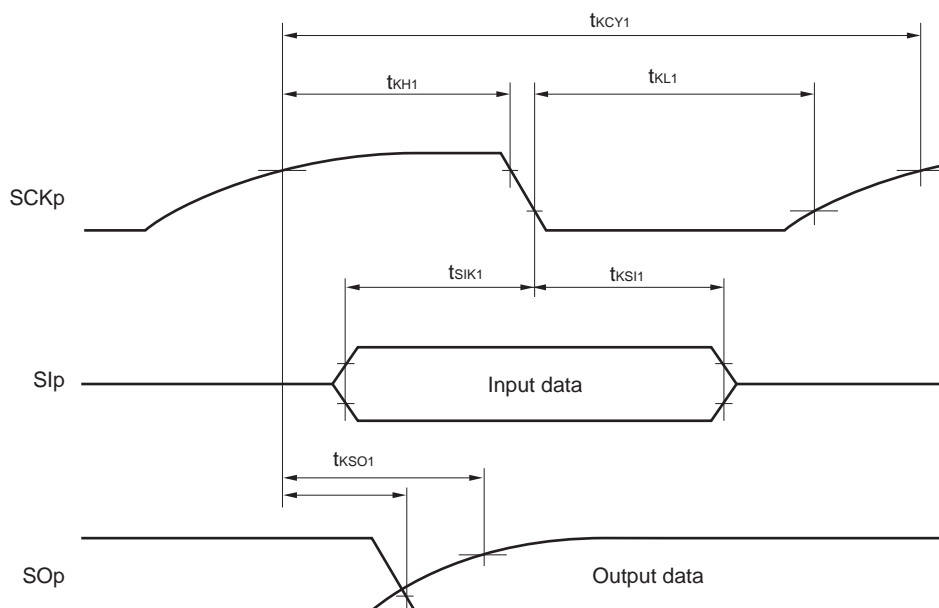 tKCY1
tKH1
tKL1
SCKp
tSIK1
tKSI1
SIp
Input data
tKSO1
SOp
Output data